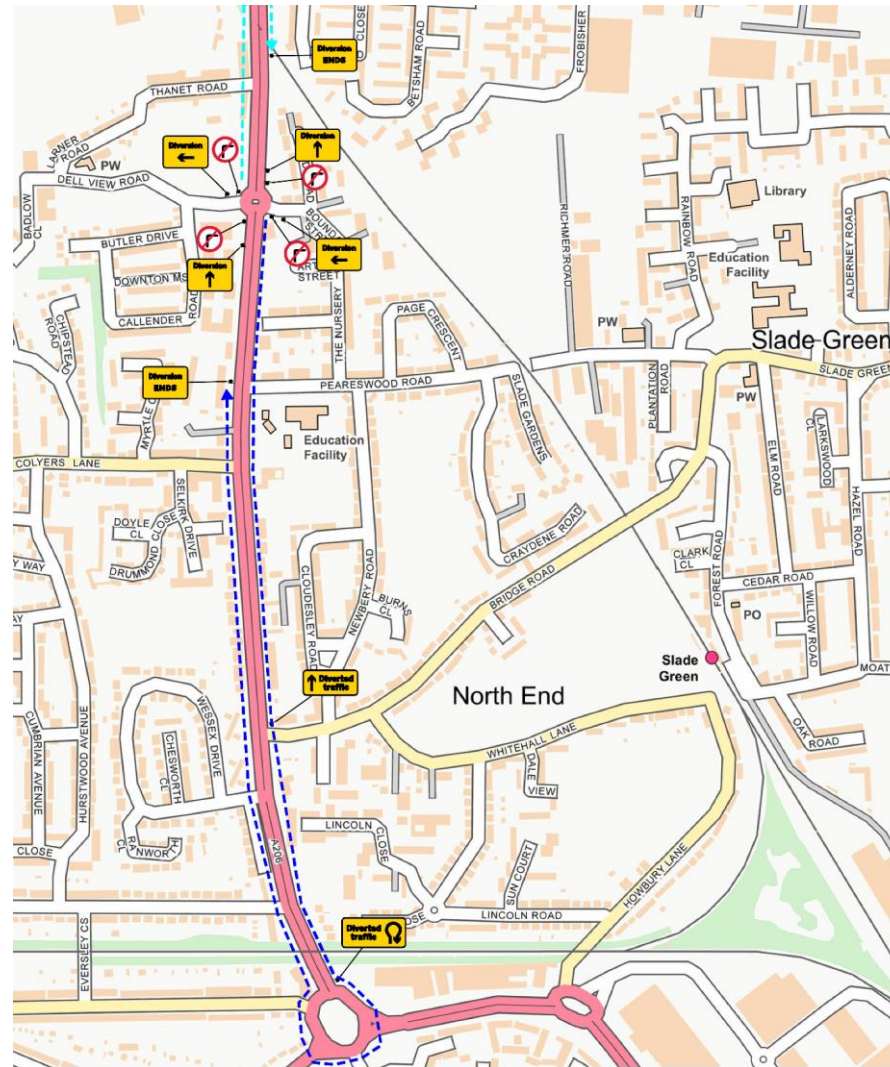 CLOSE
Diversion
ENDS
BETSHAM ROAD
FROBISHER
THANET ROAD
LARNER
ROAD
PW
Diversion
Diversion
DELL VIEW ROAD
BADLOW
CL
BOUND
STREET
Library
RICHMER ROAD
RAINBOW ROAD
ALDERNEY ROAD
BUTLER DRIVE
Diversion
Diversion
STREET
Education
Facility
DOWNTON MS
ROAD
CALLENDER
THE NURSERY
PAGE CRESCENT
PW
CHIPSTEAD
ROAD
Slade Green
Diversion
ENDS
PEARESWOOD ROAD
SLADE GARDENS
PLANTATION
ROAD
SLADE GREEN
PW
MYRTLE
Education
Facility
ELM ROAD
LARKSWOOD
CL
HAZEL ROAD
COLYERS LANE
SELKIRK DRIVE
DOYLE
CL
DRUMMOND CLOSE
CRAYDENE ROAD
BRIDGE ROAD
CLARK
CL
FOREST ROAD
CEDAR ROAD
WAY
CLOUDESLEY ROAD
NEWBERY ROAD
BURNS
CL
PO
WILLOW ROAD
Slade
Green
MOAT
Diverted
traffic
North End
OAK
ROAD
WHITEHALL LANE
CUMBRIAN AVENUE
HURSTWOOD AVENUE
WESSEX DRIVE
CHESWORTH
CL
DALE
VIEW
RANWORTH
CL
CLOSE
A206
LINCOLN
CLOSE
SUN COURT
HOWBURY LANE
LINCOLN ROAD
EVERSLEY CS
Diverted
traffic